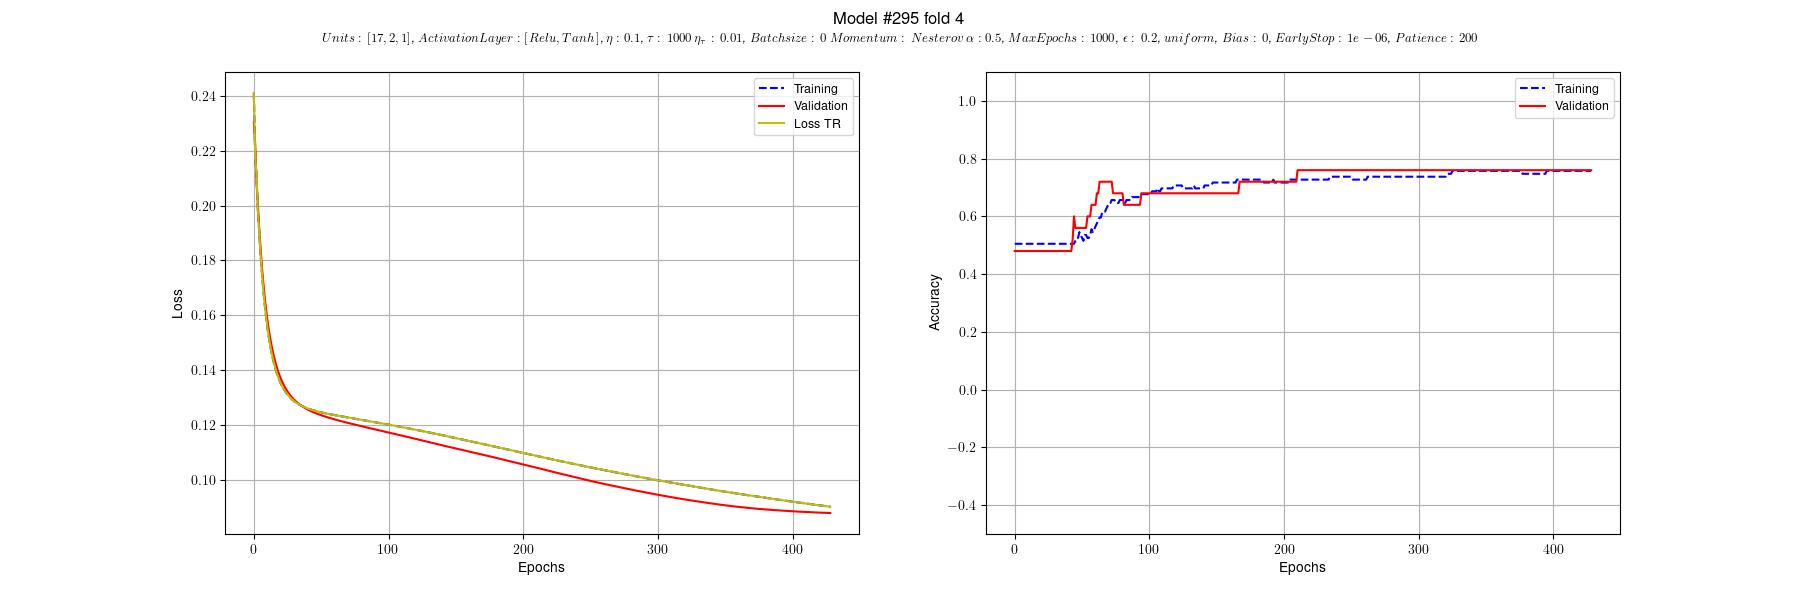 Model #295 fold 4
Units : [17, 2, 1], ActivationLayer : [Relu, Tanh], η : 0.1, τ : 1000 η_τ : 0.01, Batchsize : 0 Momentum : Nesterov α : 0.5, MaxEpochs : 1000, ϵ : 0.2, uniform, Bias : 0, EarlyStop : 1e − 06, Patience : 200
0.24
0.22
0.20
0.18
0.16
0.14
0.12
0.10
Loss
0 100 200 300 400
Epochs
Training
Validation
Loss TR
1.0
0.8
0.6
0.4
0.2
0.0
−0.2
−0.4
Accuracy
0 100 200 300 400
Epochs
Training
Validation